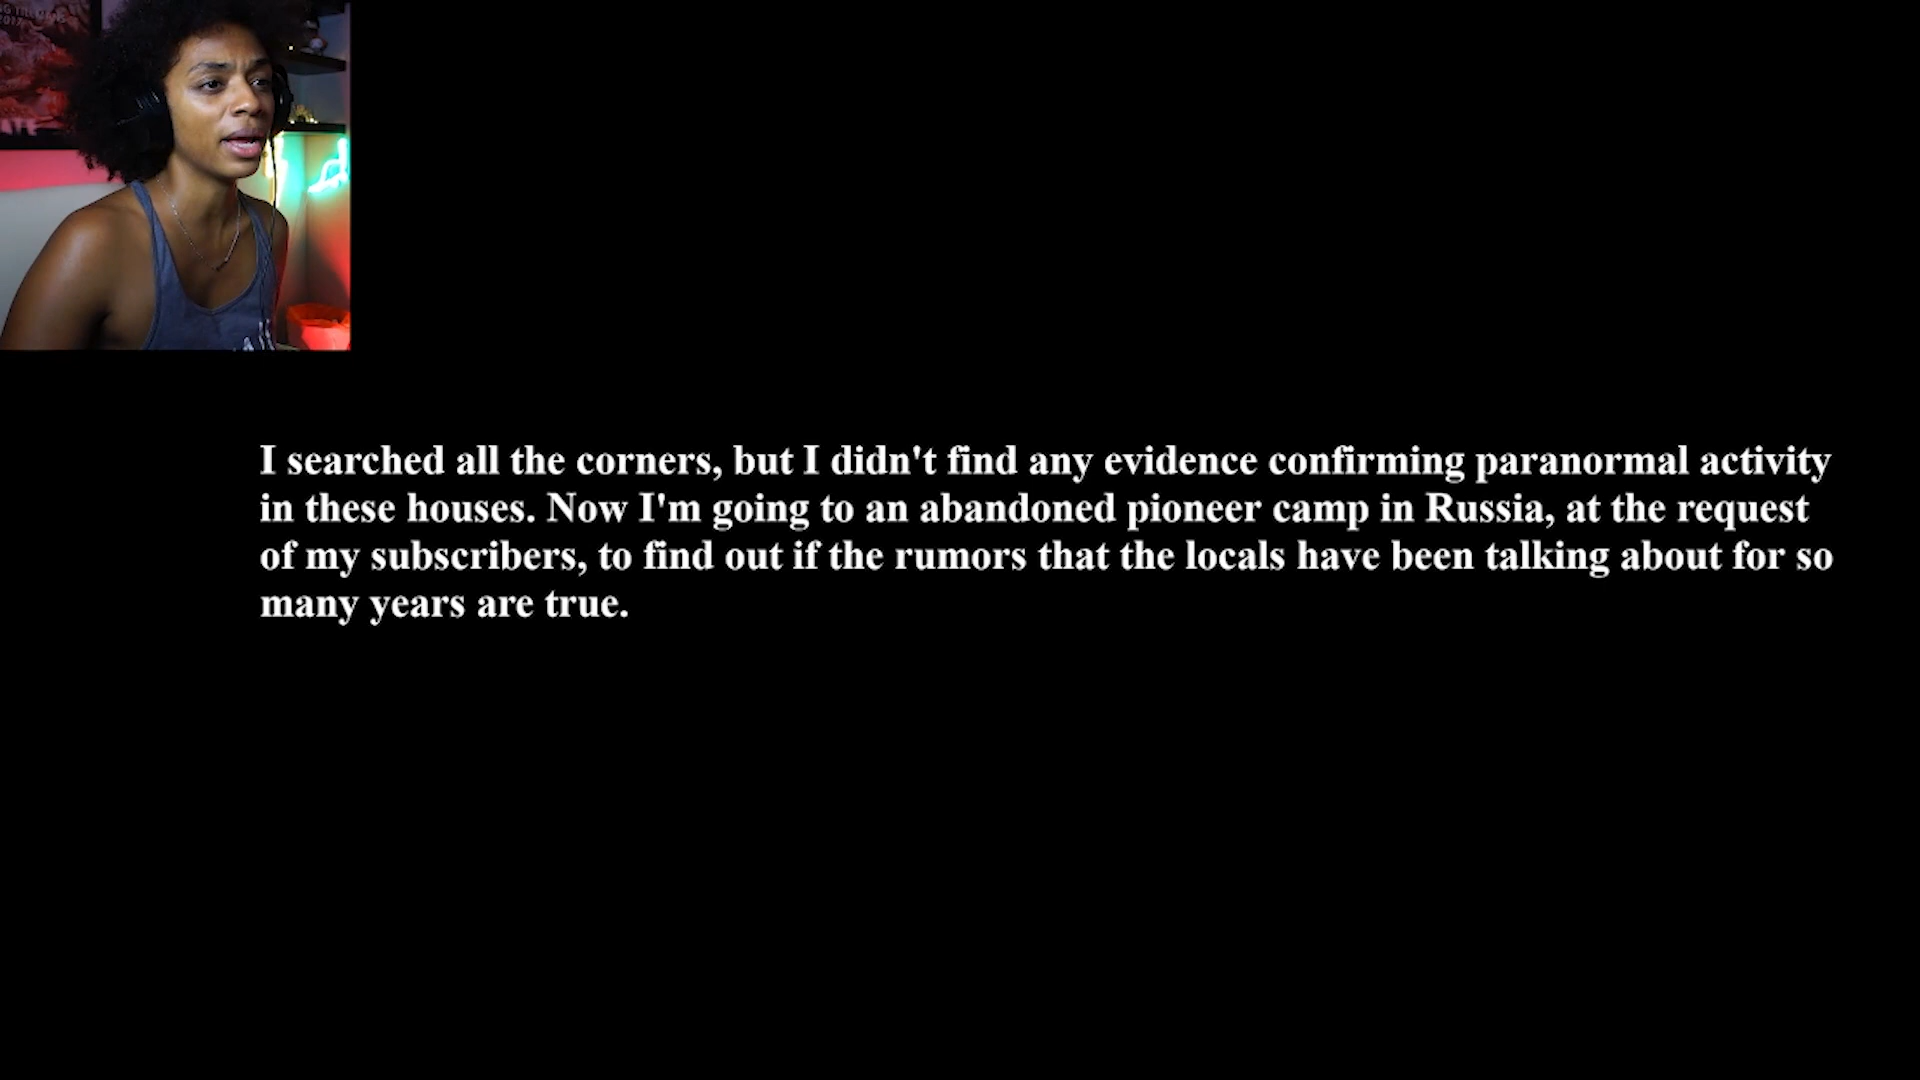 I searched all the corners, but I didn't find any evidence confirming paranormal activity
in these houses. Now I'm going to an abandoned pioneer camp in Russia, at the request
of my subscribers, to find out if the rumors that the locals have been talking about for so
many years are true.